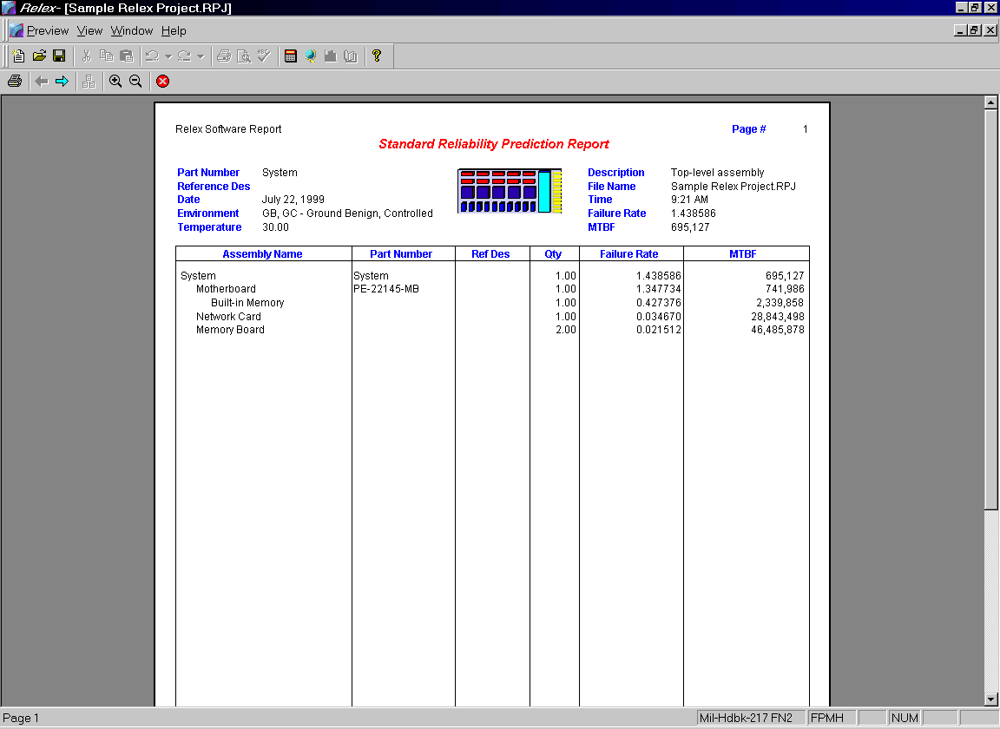 Relex- [Sample Relex Project.RPJ]
Preview View Window Help
Relex Software Report Page # 1
Standard Reliability Prediction Report
Part Number System Description Top-level assembly
Reference Des File Name Sample Relex Project.RPJ
Date July 22, 1999 Time 9:21 AM
Environment GB, GC - Ground Benign, Controlled Failure Rate 1.438586
Temperature 30.00 MTBF 695,127
Assembly Name Part Number Ref Des Qty Failure Rate MTBF
System System 1.00 1.438586 695,127
Motherboard PE-22145-MB 1.00 1.347734 741,986
Built-in Memory 1.00 0.427376 2,339,858
Network Card 1.00 0.034670 28,843,498
Memory Board 2.00 0.021512 46,485,878
Page 1 Mil-Hdbk-217 FN2 FPMH NUM